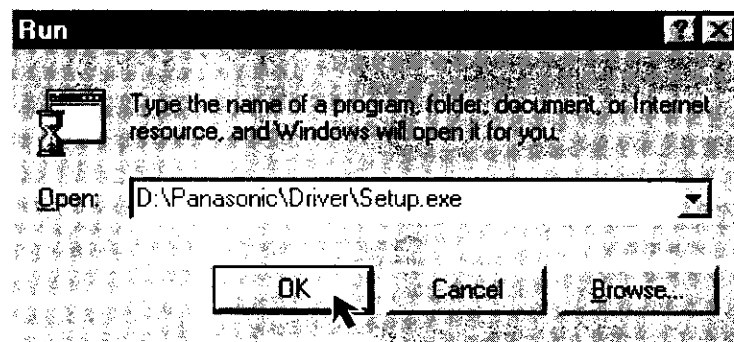 Run
Type the name of a program, folder, document, or Internet
resource, and Windows will open it for you.
Open: D:\Panasonic\Driver\Setup.exe
OK Cancel Browse...